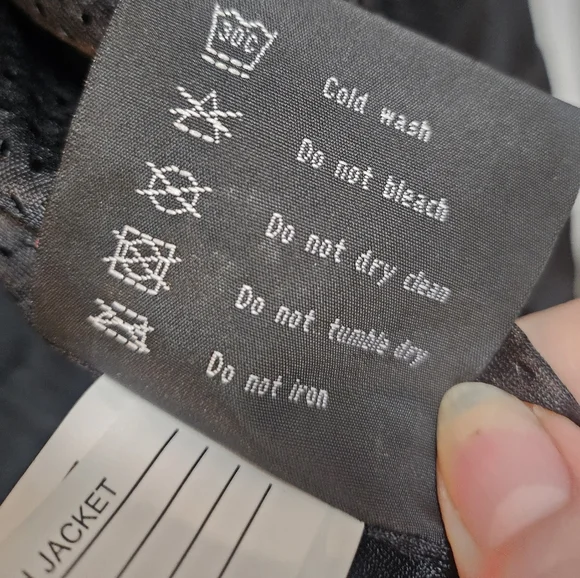 30C
Cold wash
Do not bleach
Do not dry clean
Do not tumble dry
Do not iron
JACKET